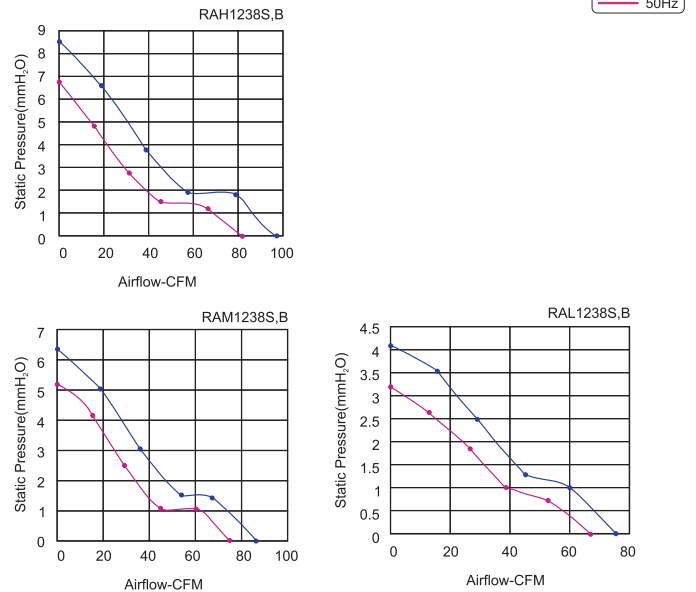 50Hz
RAH1238S,B
Static Pressure(mmH₂O)
9
8
7
6
5
4
3
2
1
0
0 20 40 60 80 100
Airflow-CFM
RAM1238S,B
Static Pressure(mmH₂O)
7
6
5
4
3
2
1
0
0 20 40 60 80 100
Airflow-CFM
RAL1238S,B
Static Pressure(mmH₂O)
4.5
4
3.5
3
2.5
2
1.5
1
0.5
0
0 20 40 60 80
Airflow-CFM